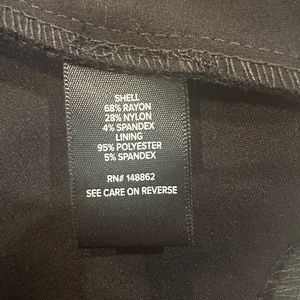 SHELL
68% RAYON
28% NYLON
4% SPANDEX
LINING
95% POLYESTER
5% SPANDEX
RN# 148862
SEE CARE ON REVERSE